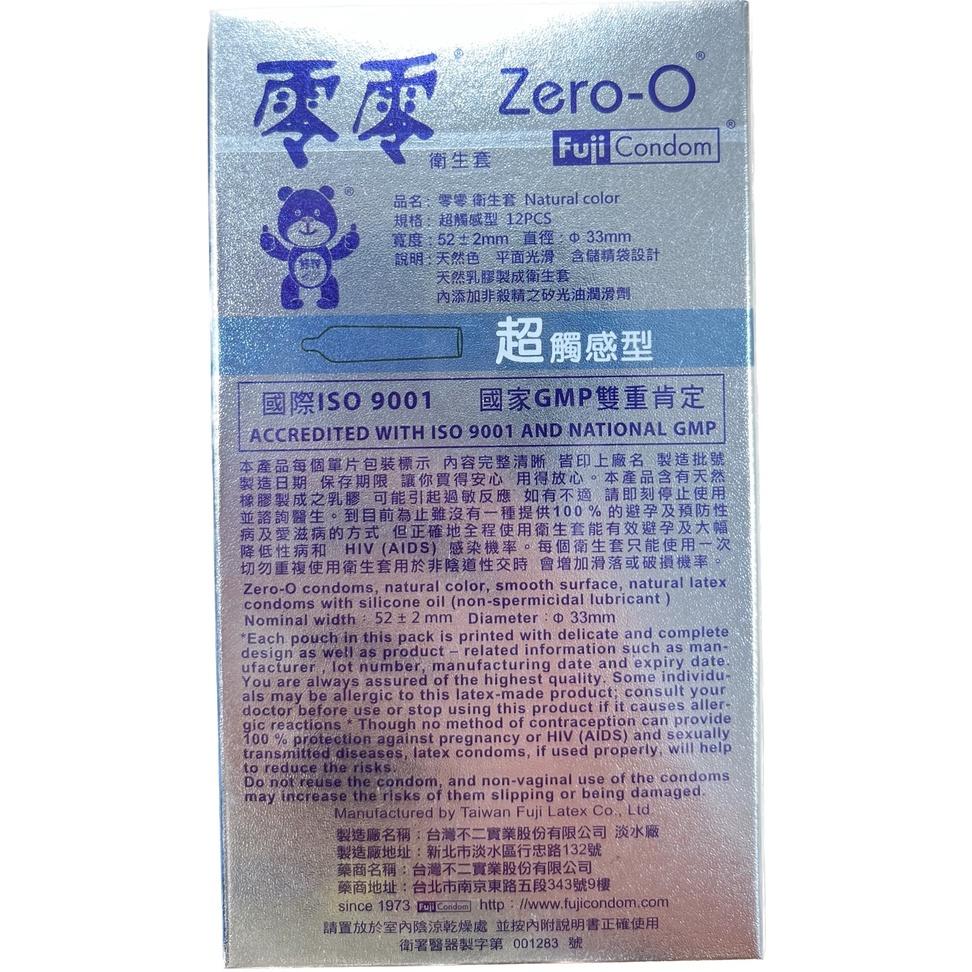 零零® Zero-O®
衛生套 Fuji Condom®
品名：零零 衛生套 Natural color
規格：超觸感型 12PCS
寬度：52±2mm 直徑：Φ 33mm
說明：天然色 平面光滑 含儲精袋設計
天然乳膠製成衛生套
內添加非殺精之矽光油潤滑劑
超觸感型
國際ISO 9001 國家GMP雙重肯定
ACCREDITED WITH ISO 9001 AND NATIONAL GMP
本產品每個單片包裝標示 內容完整清晰 皆印上廠名 製造批號
製造日期 保存期限 讓你買得安心 用得放心。本產品含有天然
橡膠製成之乳膠 可能引起過敏反應 如有不適 請即刻停止使用
並諮詢醫生。到目前為止雖沒有一種提供100％的避孕及預防性
病及愛滋病的方式 但正確地全程使用衛生套能有效避孕及大幅
降低性病和 HIV (AIDS) 感染機率。每個衛生套只能使用一次
切勿重複使用衛生套用於非陰道性交時 會增加滑落或破損機率。
Zero-O condoms, natural color, smooth surface, natural latex
condoms with silicone oil (non-spermicidal lubricant )
Nominal width：52 ± 2 mm Diameter：Φ 33mm
*Each pouch in this pack is printed with delicate and complete
design as well as product – related information such as man-
ufacturer , lot number, manufacturing date and expiry date.
You are always assured of the highest quality. Some individu-
als may be allergic to this latex-made product; consult your
doctor before use or stop using this product if it causes aller-
gic reactions * Though no method of contraception can provide
100 % protection against pregnancy or HIV (AIDS) and sexually
transmitted diseases, latex condoms, if used properly, will help
to reduce the risks.
Do not reuse the condom, and non-vaginal use of the condoms
may increase the risks of them slipping or being damaged.
Manufactured by Taiwan Fuji Latex Co., Ltd
製造廠名稱：台灣不二實業股份有限公司 淡水廠
製造廠地址：新北市淡水區行忠路132號
藥商名稱：台灣不二實業股份有限公司
藥商地址：台北市南京東路五段343號9樓
since 1973 Fuji Condom http：//www.fujicondom.com
請置放於室內陰涼乾燥處 並按內附說明書正確使用
衛署醫器製字第 001283 號